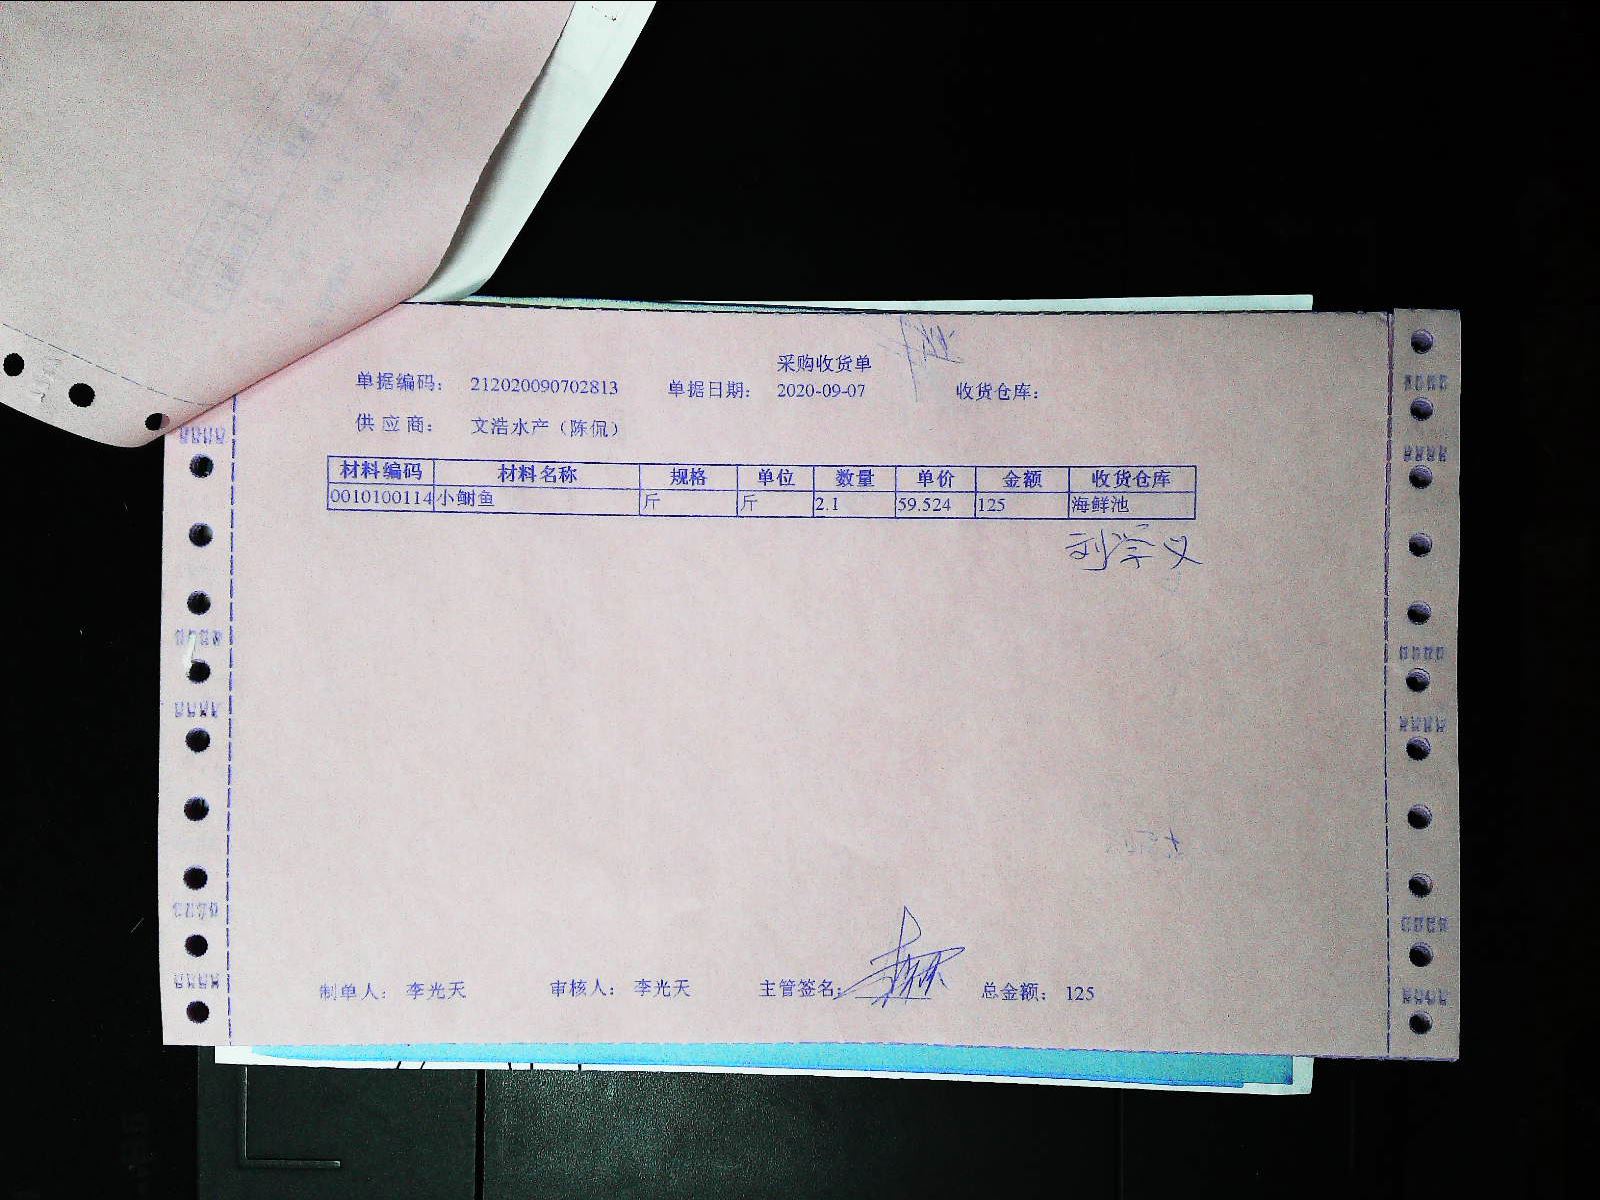 采购收货单
单据编码： 212020090702813 单据日期： 2020-09-07 收货仓库：
供 应 商： 文浩水产（陈侃）
材料编码 材料名称 规格 单位 数量 单价 金额 收货仓库
0010100114 小鲥鱼 斤 斤 2.1 59.524 125 海鲜池
刘学义
制单人： 李光天 审核人： 李光天 主管签名： 总金额： 125